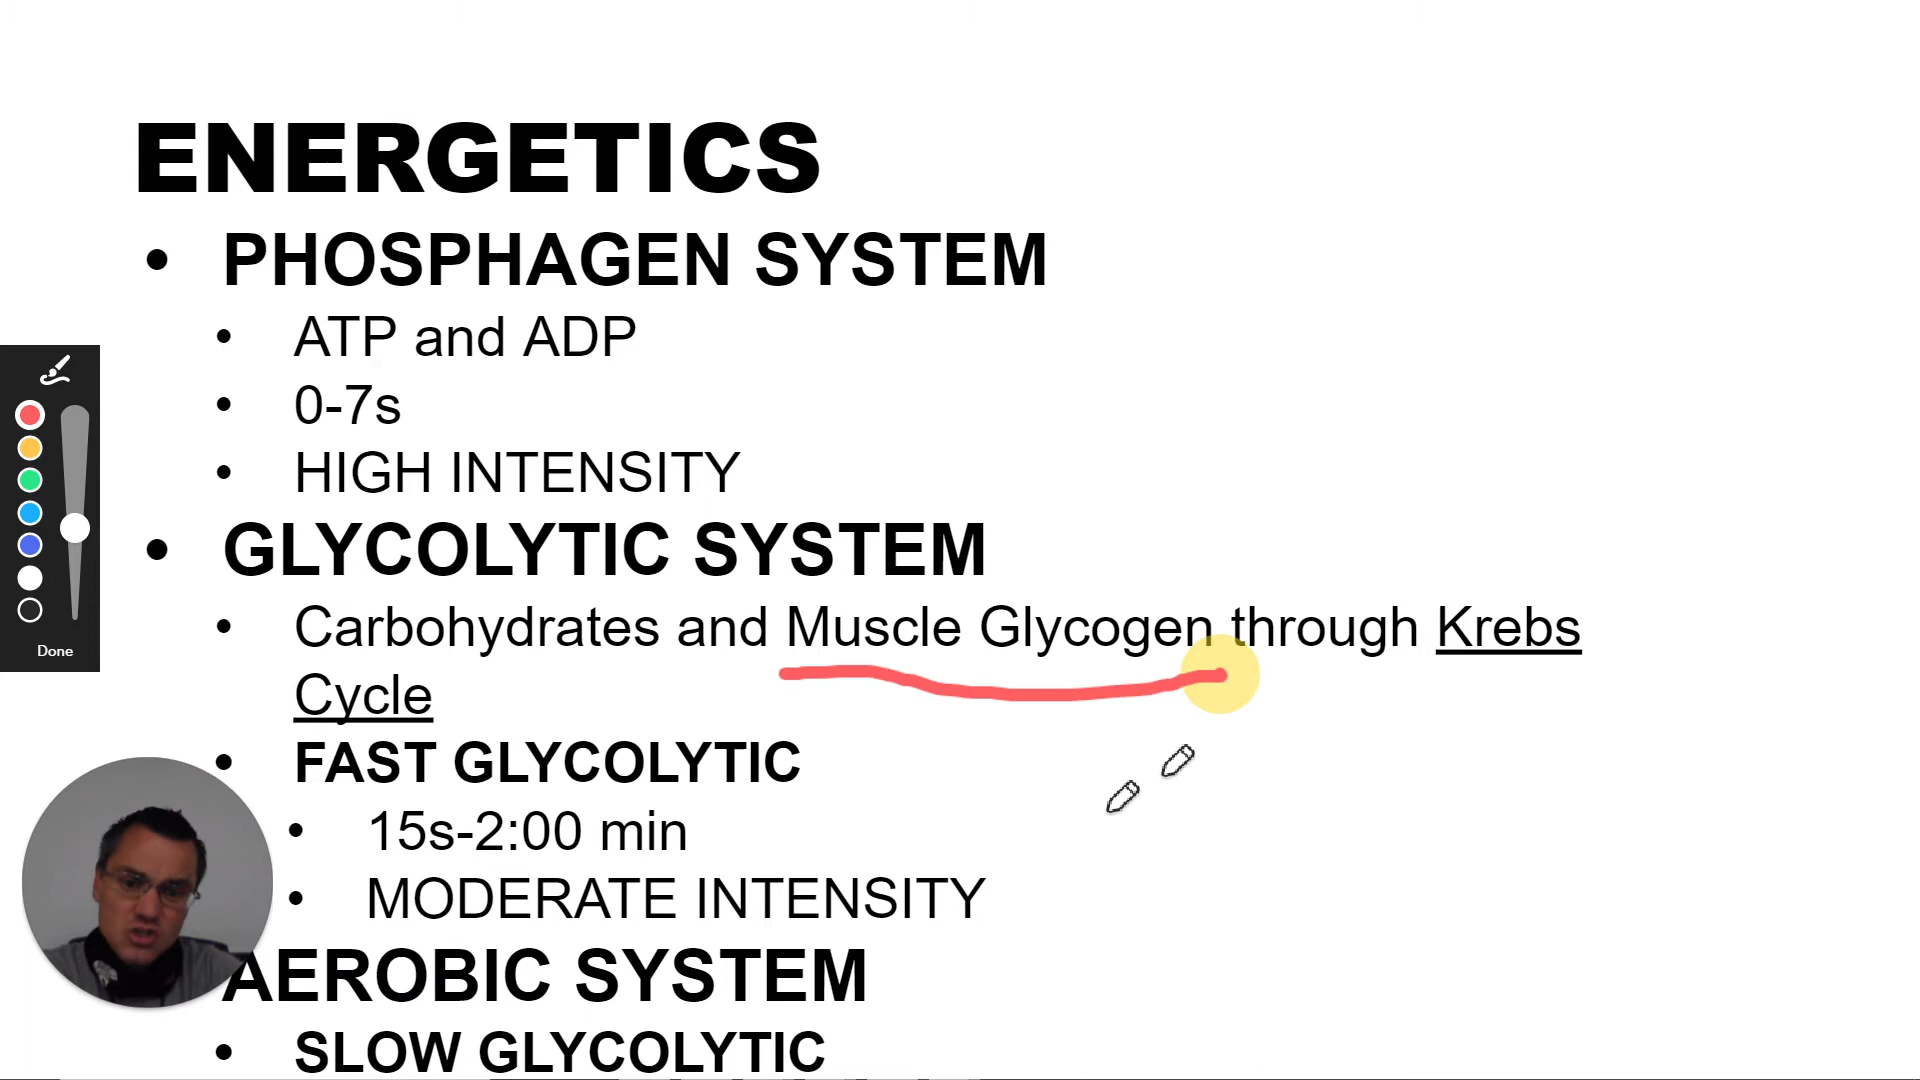 ENERGETICS
• PHOSPHAGEN SYSTEM
• ATP and ADP
• 0-7s
• HIGH INTENSITY
• GLYCOLYTIC SYSTEM
• Carbohydrates and Muscle Glycogen through Krebs
Cycle
• FAST GLYCOLYTIC
• 15s-2:00 min
• MODERATE INTENSITY
AEROBIC SYSTEM
• SLOW GLYCOLYTIC
Done